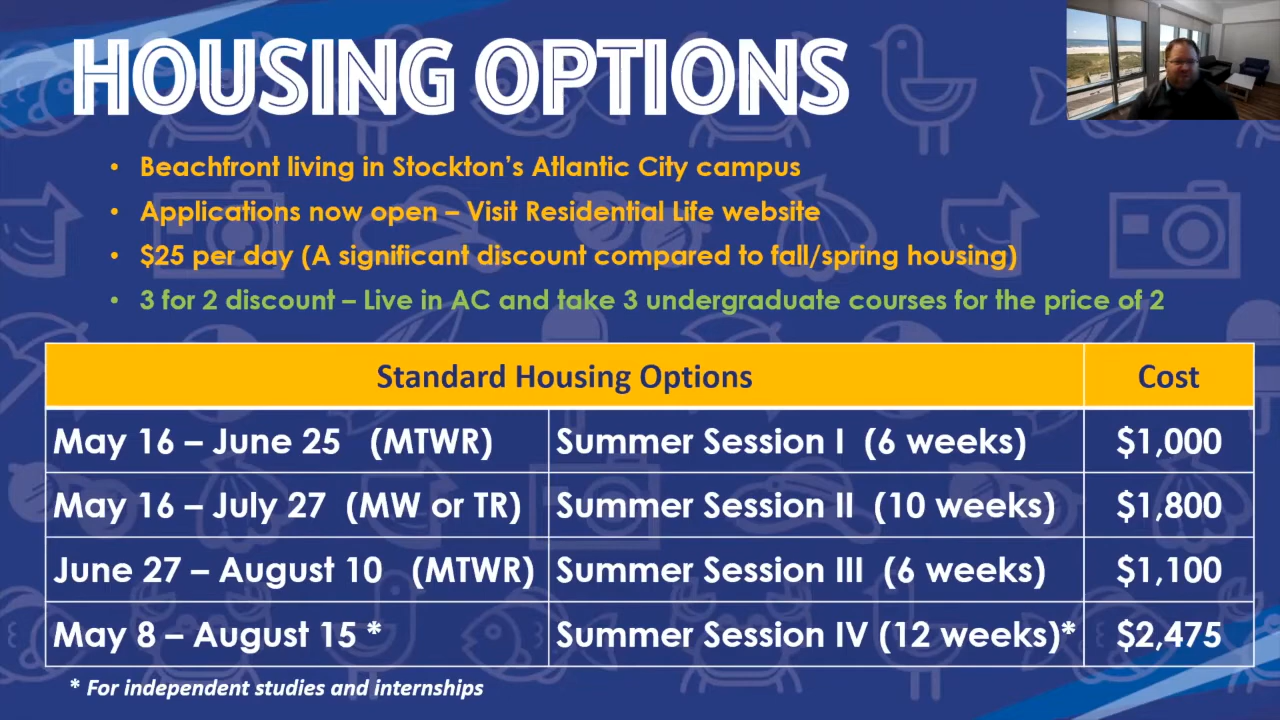 HOUSING OPTIONS
• Beachfront living in Stockton’s Atlantic City campus
• Applications now open – Visit Residential Life website
• $25 per day (A significant discount compared to fall/spring housing)
• 3 for 2 discount – Live in AC and take 3 undergraduate courses for the price of 2
Standard Housing Options Cost
May 16 – June 25 (MTWR) Summer Session I (6 weeks) $1,000
May 16 – July 27 (MW or TR) Summer Session II (10 weeks) $1,800
June 27 – August 10 (MTWR) Summer Session III (6 weeks) $1,100
May 8 – August 15 * Summer Session IV (12 weeks)* $2,475
* For independent studies and internships